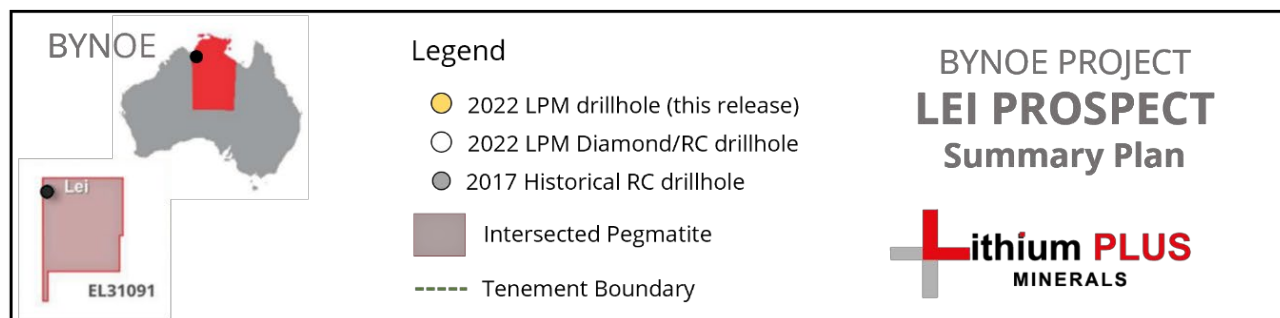 BYNOE
Lei
EL31091
Legend
2022 LPM drillhole (this release)
2022 LPM Diamond/RC drillhole
2017 Historical RC drillhole
Intersected Pegmatite
Tenement Boundary
BYNOE PROJECT
LEI PROSPECT
Summary Plan
Lithium PLUS
MINERALS